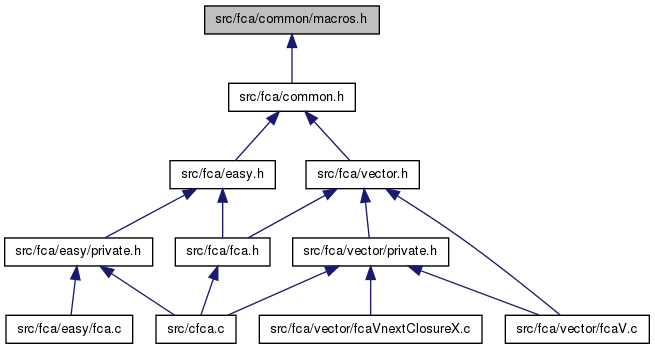 src/fca/common/macros.h
src/fca/common.h
src/fca/easy.h
src/fca/vector.h
src/fca/easy/private.h
src/fca/fca.h
src/fca/vector/private.h
src/fca/easy/fca.c
src/cfca.c
src/fca/vector/fcaVnextClosureX.c
src/fca/vector/fcaV.c